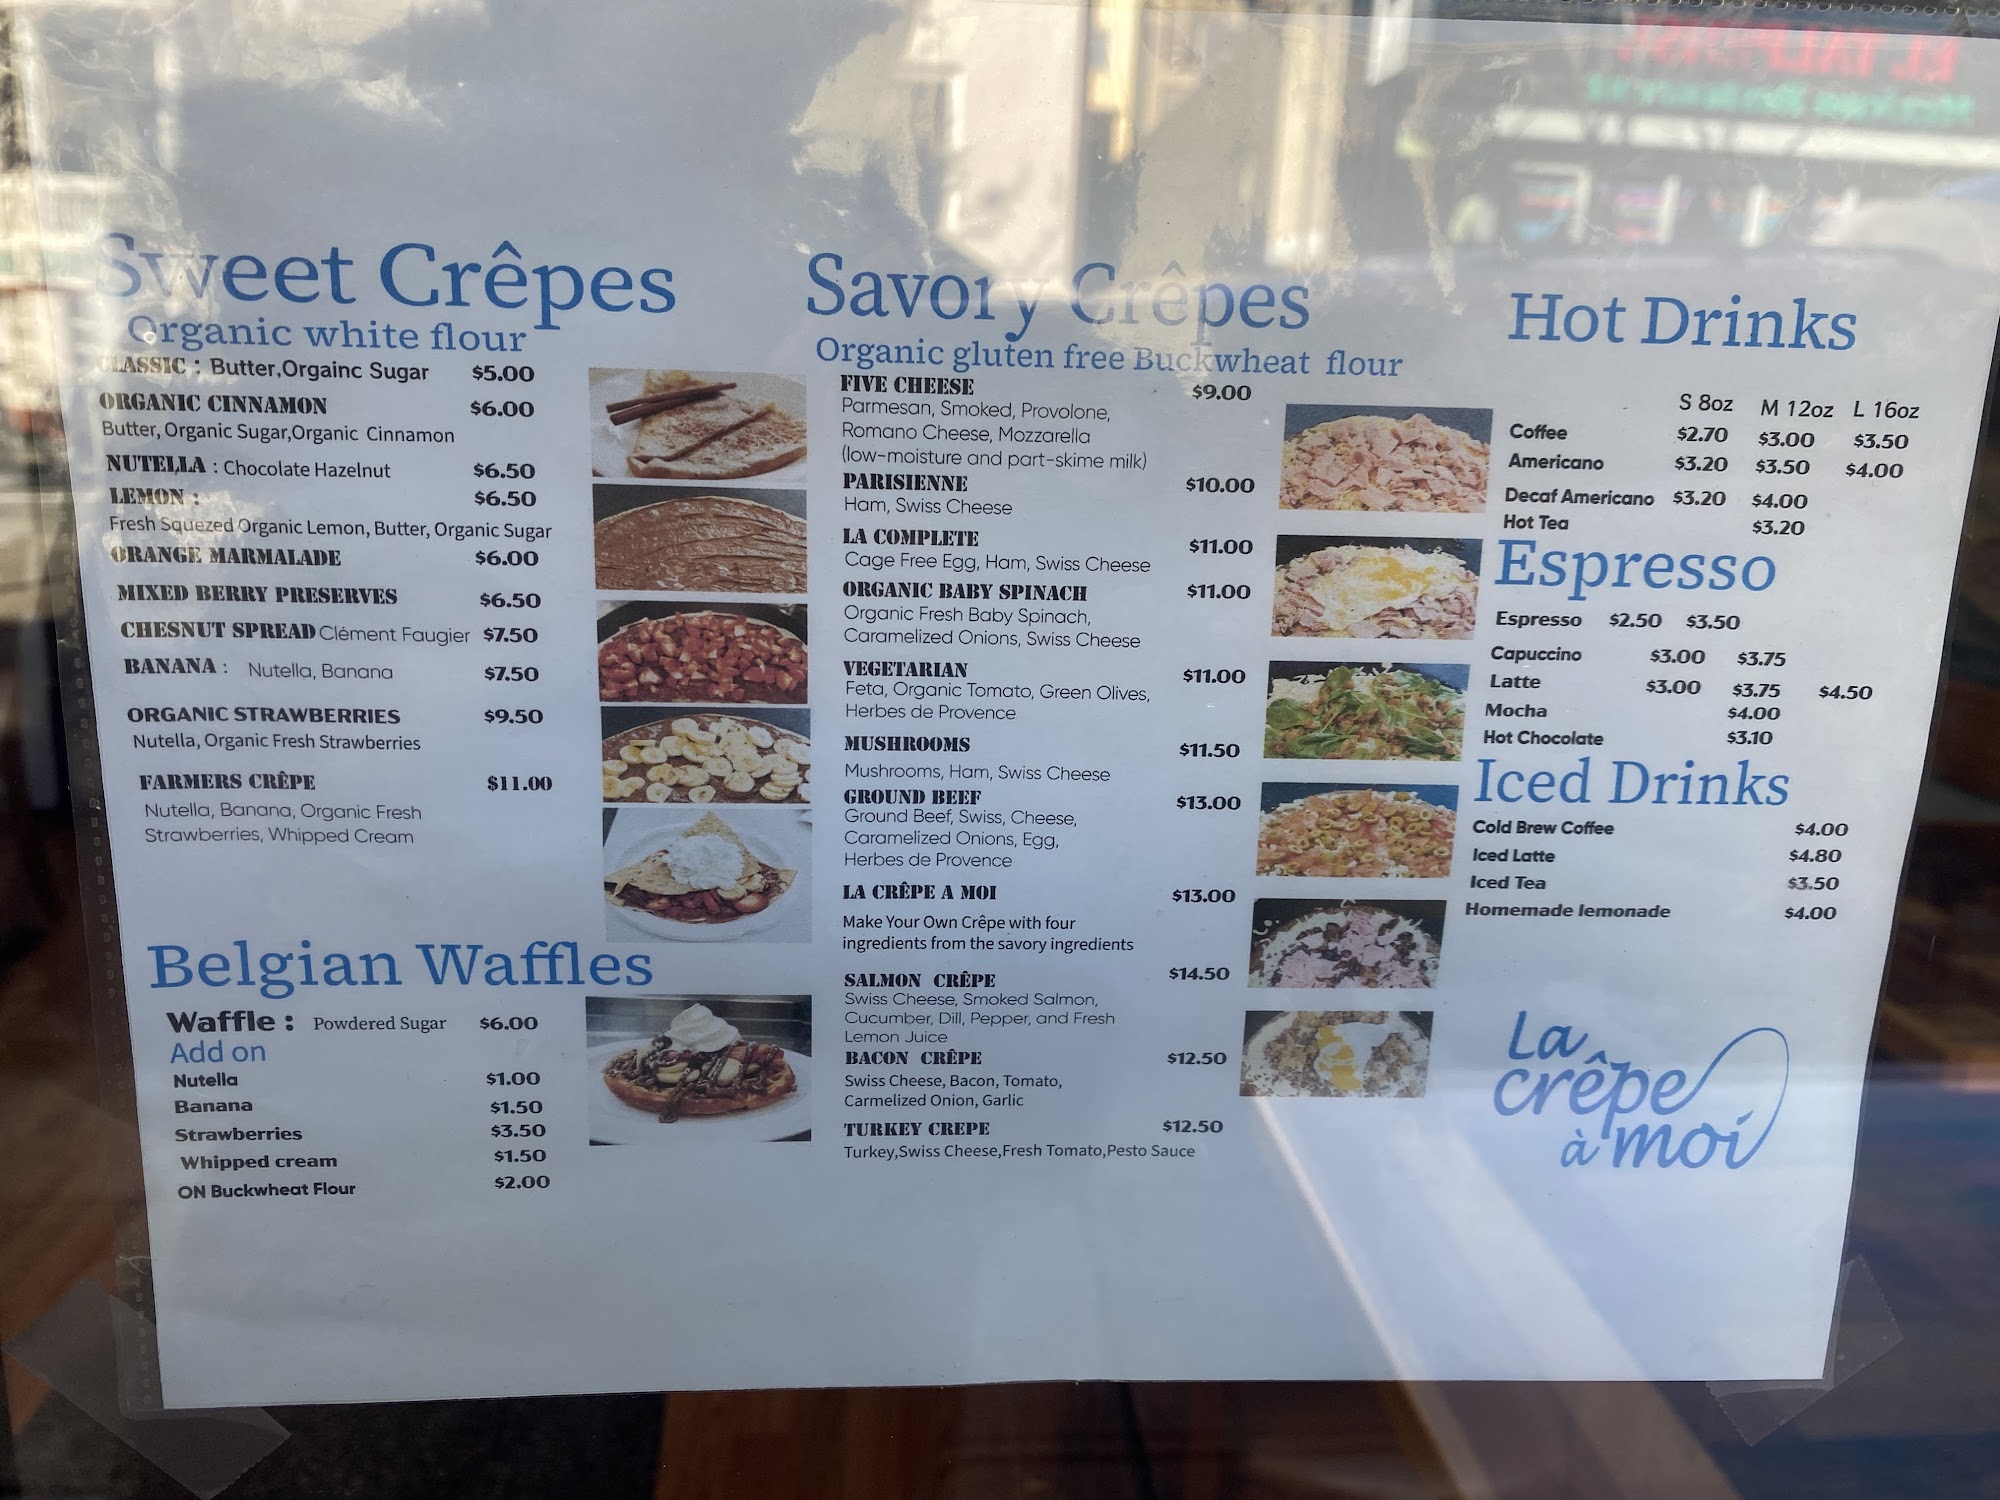 Sweet Crêpes
Organic white flour
CLASSIC : Butter,Orgainc Sugar $5.00
ORGANIC CINNAMON $6.00
Butter, Organic Sugar,Organic Cinnamon
NUTELLA : Chocolate Hazelnut $6.50
LEMON : $6.50
Fresh Squezed Organic Lemon, Butter, Organic Sugar
ORANGE MARMALADE $6.00
MIXED BERRY PRESERVES $6.50
CHESNUT SPREAD Clément Faugier $7.50
BANANA : Nutella, Banana $7.50
ORGANIC STRAWBERRIES $9.50
Nutella, Organic Fresh Strawberries
FARMERS CRÊPE $11.00
Nutella, Banana, Organic Fresh
Strawberries, Whipped Cream
Belgian Waffles
Waffle : Powdered Sugar $6.00
Add on
Nutella $1.00
Banana $1.50
Strawberries $3.50
Whipped cream $1.50
ON Buckwheat Flour $2.00
Savory Crêpes
Organic gluten free Buckwheat flour
FIVE CHEESE $9.00
Parmesan, Smoked, Provolone,
Romano Cheese, Mozzarella
(low-moisture and part-skime milk)
PARISIENNE $10.00
Ham, Swiss Cheese
LA COMPLETE $11.00
Cage Free Egg, Ham, Swiss Cheese
ORGANIC BABY SPINACH $11.00
Organic Fresh Baby Spinach,
Caramelized Onions, Swiss Cheese
VEGETARIAN $11.00
Feta, Organic Tomato, Green Olives,
Herbes de Provence
MUSHROOMS $11.50
Mushrooms, Ham, Swiss Cheese
GROUND BEEF $13.00
Ground Beef, Swiss, Cheese,
Caramelized Onions, Egg,
Herbes de Provence
LA CRÊPE A MOI $13.00
Make Your Own Crêpe with four
ingredients from the savory ingredients
SALMON CRÊPE $14.50
Swiss Cheese, Smoked Salmon,
Cucumber, Dill, Pepper, and Fresh
Lemon Juice
BACON CRÊPE $12.50
Swiss Cheese, Bacon, Tomato,
Carmelized Onion, Garlic
TURKEY CREPE $12.50
Turkey,Swiss Cheese,Fresh Tomato,Pesto Sauce
Hot Drinks
S 8oz M 12oz L 16oz
Coffee $2.70 $3.00 $3.50
Americano $3.20 $3.50 $4.00
Decaf Americano $3.20 $4.00
Hot Tea $3.20
Espresso
Espresso $2.50 $3.50
Capuccino $3.00 $3.75
Latte $3.00 $3.75 $4.50
Mocha $4.00
Hot Chocolate $3.10
Iced Drinks
Cold Brew Coffee $4.00
Iced Latte $4.80
Iced Tea $3.50
Homemade lemonade $4.00
La
crêpe
à moi